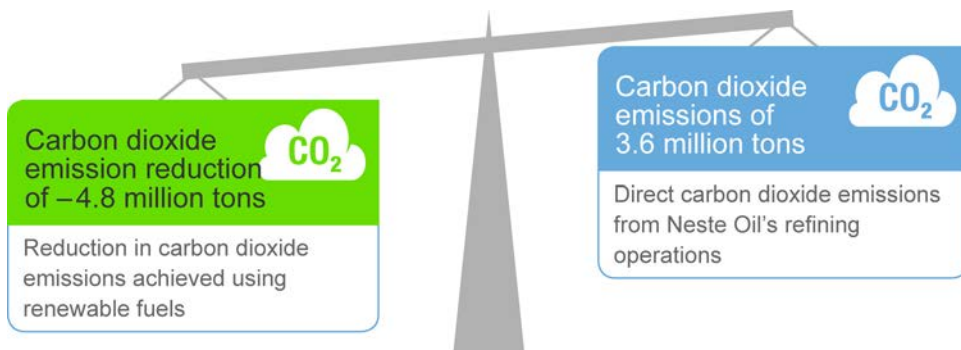 Carbon dioxide
emission reduction
of –4.8 million tons
CO₂
Reduction in carbon dioxide
emissions achieved using
renewable fuels
Carbon dioxide
emissions of
3.6 million tons
CO₂
Direct carbon dioxide emissions
from Neste Oil's refining
operations